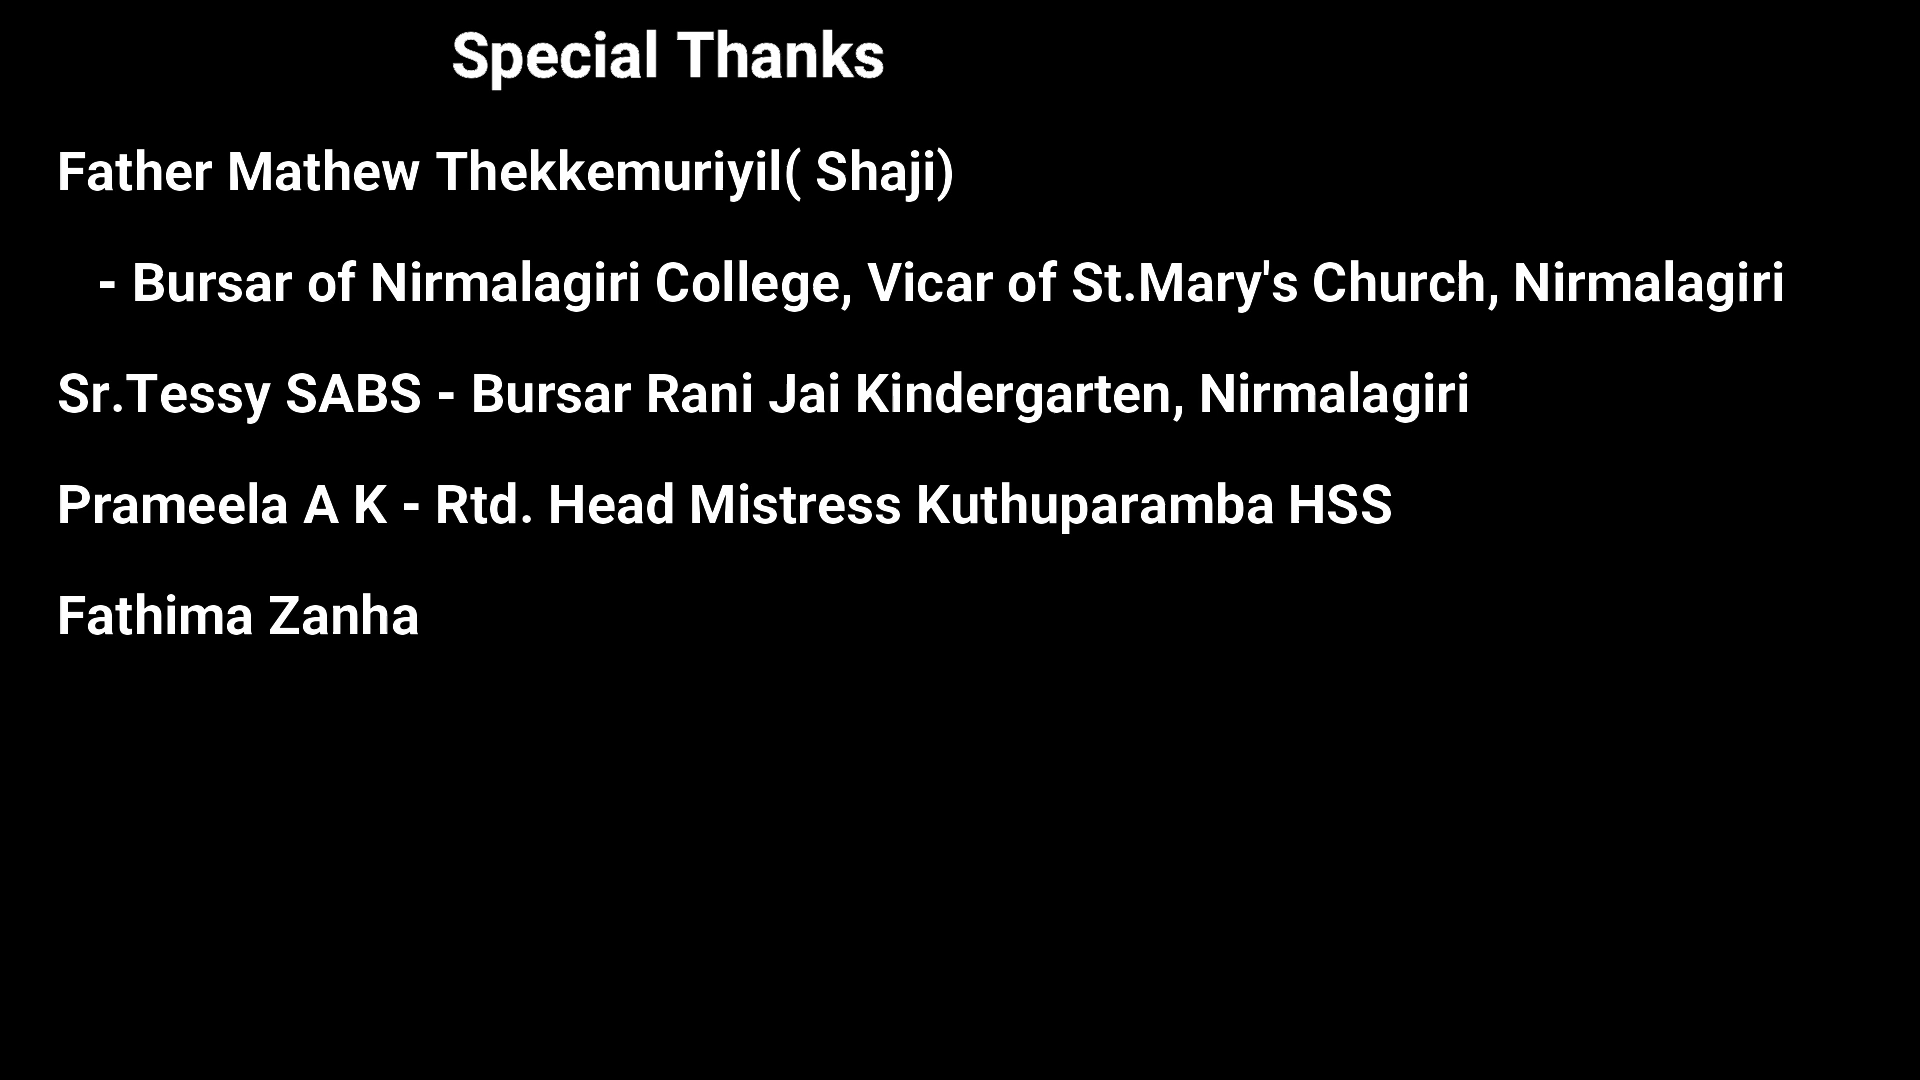 Special Thanks
Father Mathew Thekkemuriyil( Shaji)
- Bursar of Nirmalagiri College, Vicar of St.Mary's Church, Nirmalagiri
Sr.Tessy SABS - Bursar Rani Jai Kindergarten, Nirmalagiri
Prameela A K - Rtd. Head Mistress Kuthuparamba HSS
Fathima Zanha